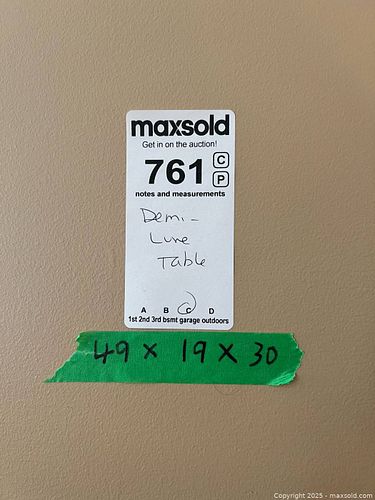 maxsold
Get in on the auction!
761 C
P
notes and measurements
Demi-
Lune
Table
A B C D
1st 2nd 3rd bsmt garage outdoors
49 x 19 x 30
Copyright 2025 - maxsold.com